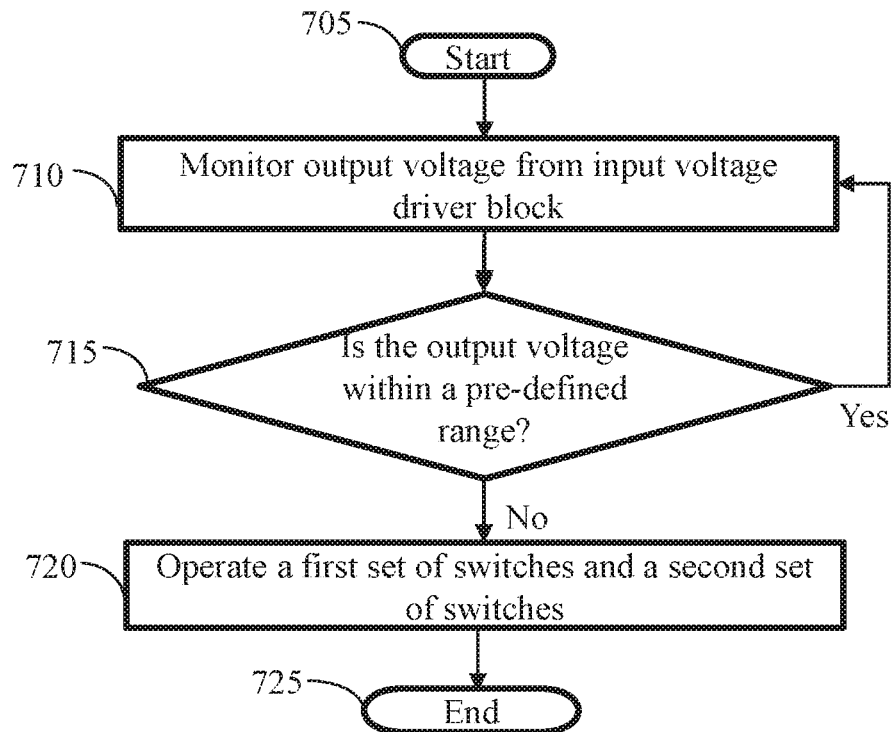 705
Start
710
Monitor output voltage from input voltage
driver block
715
Is the output voltage
within a pre-defined
range?
Yes
No
720
Operate a first set of switches and a second set
of switches
725
End